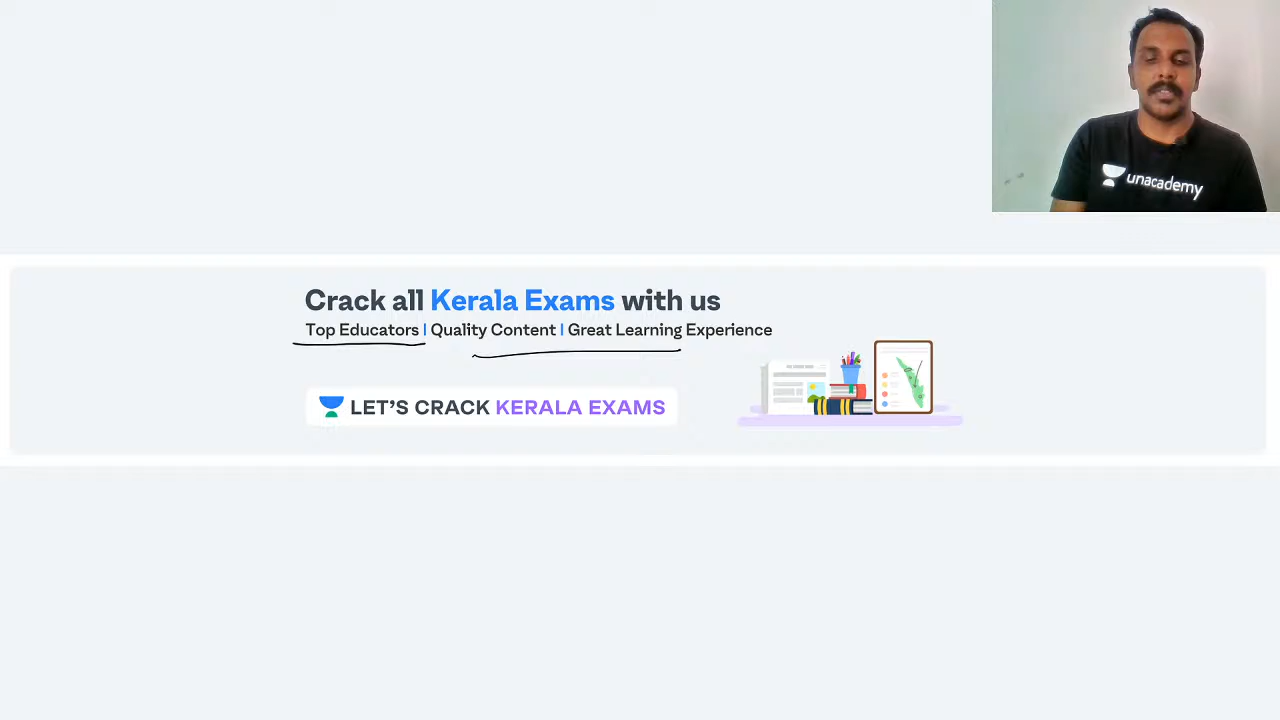 unacademy
Crack all Kerala Exams with us
Top Educators | Quality Content | Great Learning Experience
LET'S CRACK KERALA EXAMS